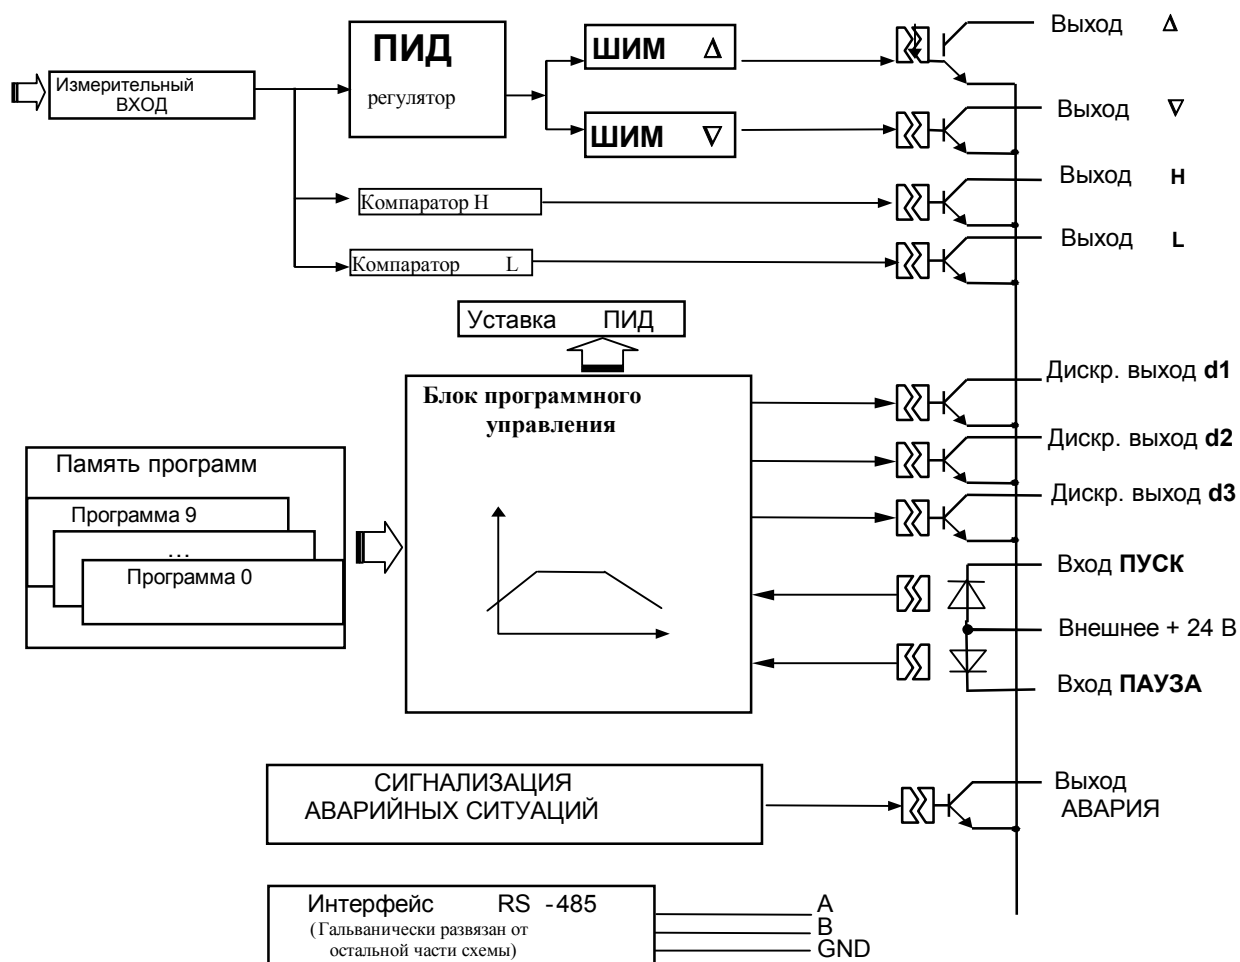 Измерительный
ВХОД
ПИД
регулятор
ШИМ Δ
ШИМ ∇
Компаратор Н
Компаратор L
Выход Δ
Выход ∇
Выход Н
Выход L
Уставка ПИД
Блок программного
управления
Память программ
Программа 9
...
Программа 0
Дискр. выход d1
Дискр. выход d2
Дискр. выход d3
Вход ПУСК
Внешнее + 24 В
Вход ПАУЗА
СИГНАЛИЗАЦИЯ
АВАРИЙНЫХ СИТУАЦИЙ
Выход
АВАРИЯ
Интерфейс RS -485
(Гальванически развязан от
остальной части схемы)
A
B
GND